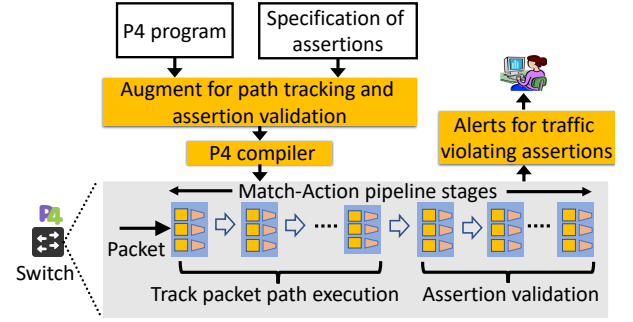 P4 program
Specification of
assertions
Augment for path tracking and
assertion validation
P4 compiler
Alerts for traffic
violating assertions
Match-Action pipeline stages
P4
Switch
Packet
....
....
Track packet path execution
Assertion validation